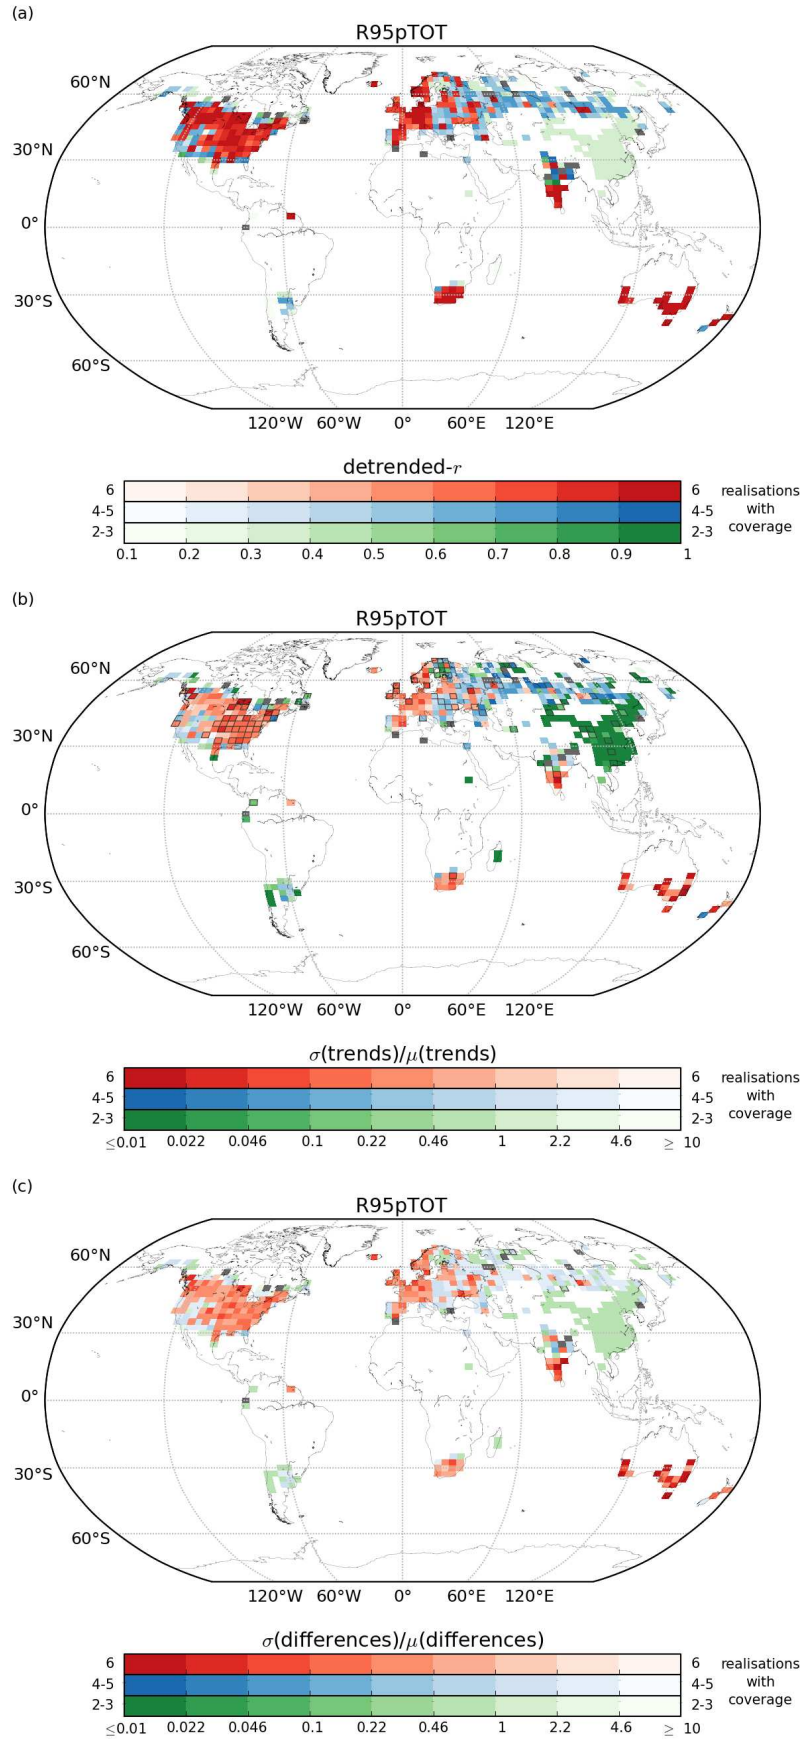 (a)
R95pTOT
60°N
30°N
0°
30°S
60°S
120°W 60°W 0° 60°E 120°E
detrended-r
6 6 realisations
4-5 4-5 with
2-3 2-3 coverage
0.1 0.2 0.3 0.4 0.5 0.6 0.7 0.8 0.9 1
(b)
R95pTOT
60°N
30°N
0°
30°S
60°S
120°W 60°W 0° 60°E 120°E
σ(trends)/μ(trends)
6 6 realisations
4-5 4-5 with
2-3 2-3 coverage
≤0.01 0.022 0.046 0.1 0.22 0.46 1 2.2 4.6 ≥ 10
(c)
R95pTOT
60°N
30°N
0°
30°S
60°S
120°W 60°W 0° 60°E 120°E
σ(differences)/μ(differences)
6 6 realisations
4-5 4-5 with
2-3 2-3 coverage
≤0.01 0.022 0.046 0.1 0.22 0.46 1 2.2 4.6 ≥ 10